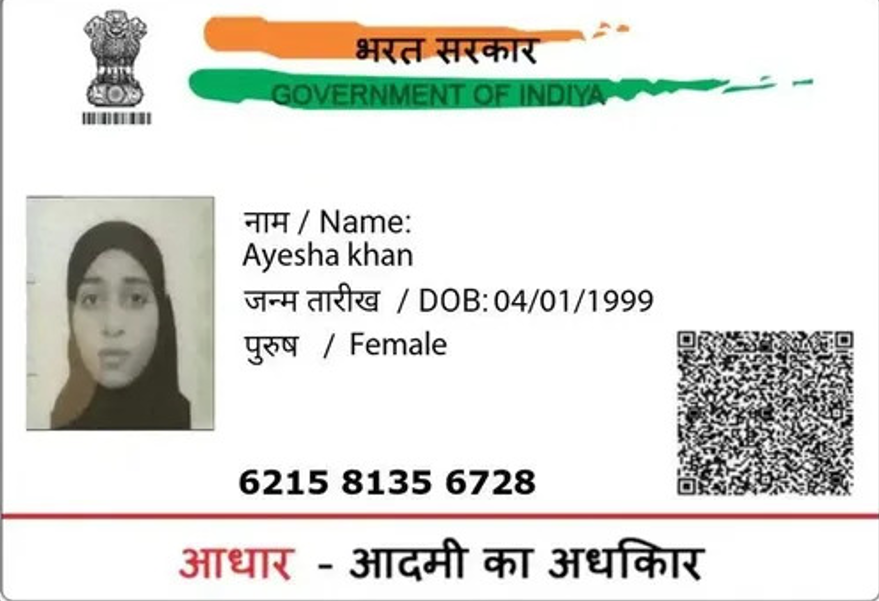 भरत सरकार
GOVERNMENT OF INDIYA
नाम / Name:
Ayesha khan
जन्म तारीख / DOB: 04/01/1999
पुरुष / Female
6215 8135 6728
आधार - आदमी का अधकिार